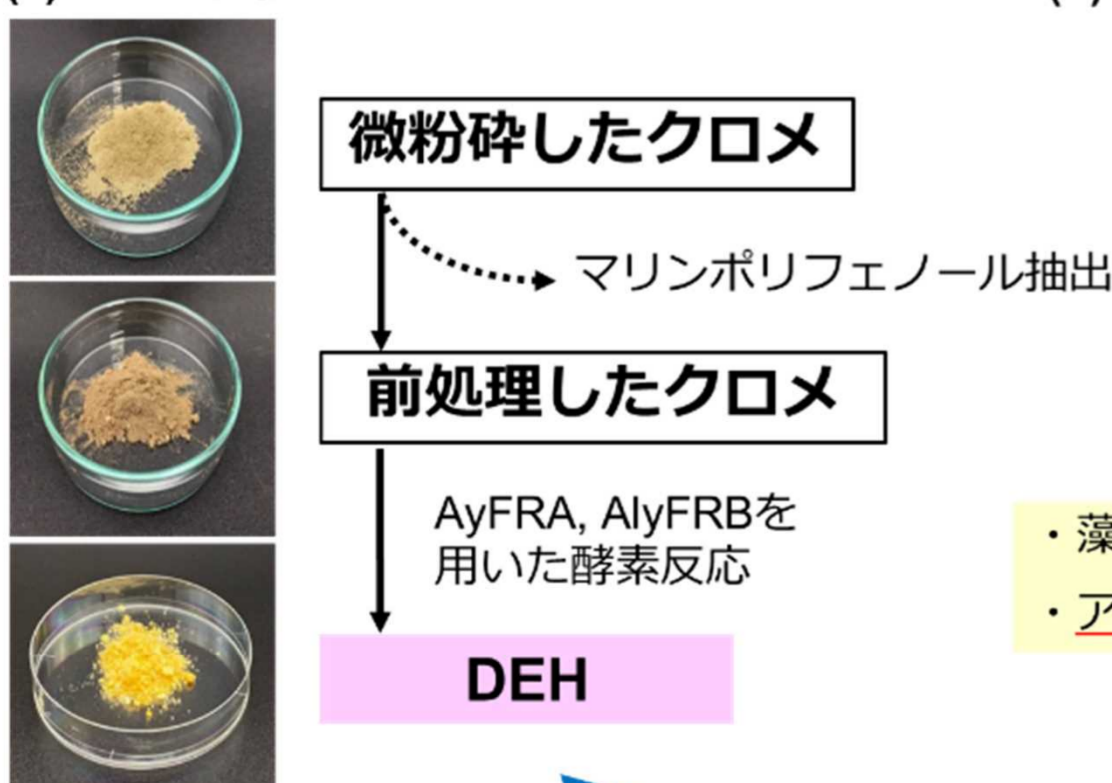 微粉砕したクロメ
マリンポリフェノール抽出
前処理したクロメ
AyFRA, AlyFRBを
用いた酵素反応
・藻
・ア
DEH